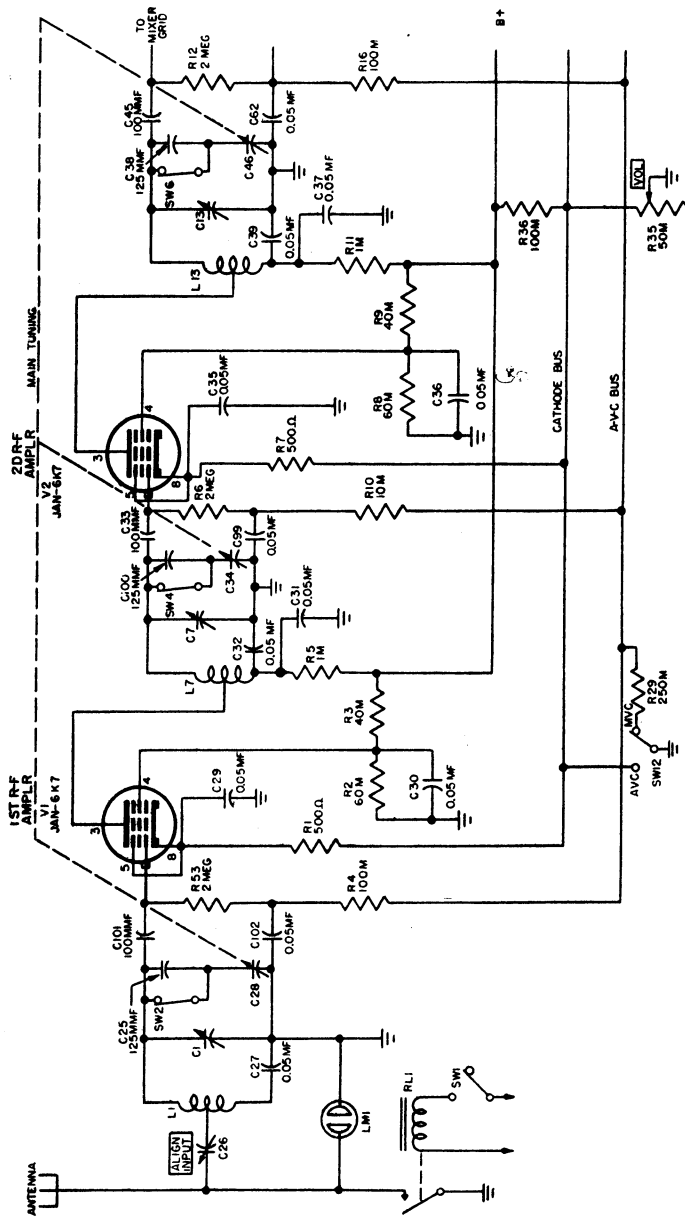 1ST R-F
AMPLR
V1
JAN-6K7
2D R-F
AMPLR
V2
JAN-6K7
MAIN TUNING
TO
MIXER
GRID
ANTENNA
ALIGN
INPUT
C26
L1
C27
0.05MF
C1
SW2
C25
125MMF
C28
C101
100MMF
C102
0.05MF
R53
2 MEG
R4
100M
LM1
RL1
SW1
3
4
5
8
C29
0.05MF
R1
500Ω
R2
60M
C30
0.05MF
R3
40M
L7
C32
0.05 MF
R5
1M
C31
0.05MF
C7
SW4
C100
125MMF
C34
C33
100MMF
C99
0.05MF
R6
2MEG
R10
10M
3
4
5
8
C35
0.05MF
R7
500Ω
R8
60M
C36
0.05MF
R9
40M
L13
C39
0.05MF
R11
1M
C37
0.05MF
C13
SW6
C38
125 MMF
C46
C45
100MMF
C62
0.05MF
R12
2 MEG
R16
100M
B+
CATHODE BUS
A-V-C BUS
R36
100M
VOL
R35
50M
AVC
MVC
SW12
R29
250M